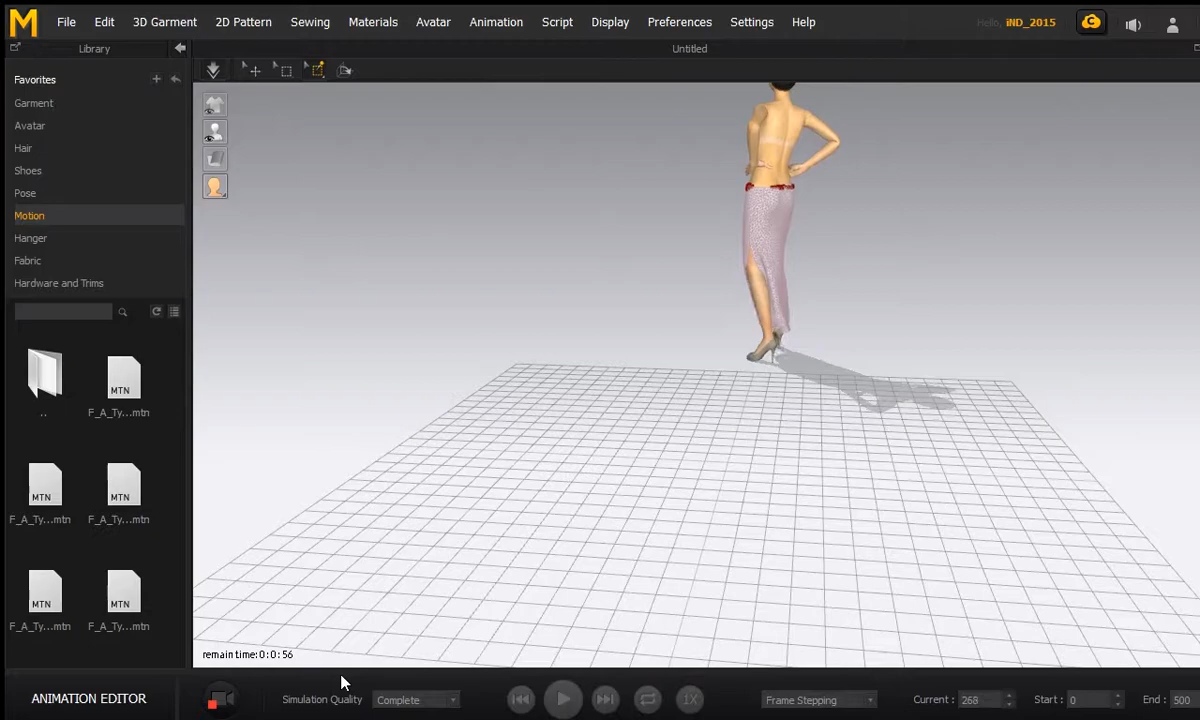 M File Edit 3D Garment 2D Pattern Sewing Materials Avatar Animation Script Display Preferences Settings Help Hello, iND_2015
Library Untitled
Favorites
Garment
Avatar
Hair
Shoes
Pose
Motion
Hanger
Fabric
Hardware and Trims
MTN
.. F_A_Ty...mtn
MTN MTN
F_A_Ty...mtn F_A_Ty...mtn
MTN MTN
F_A_Ty...mtn F_A_Ty...mtn
remain time:0:0:56
ANIMATION EDITOR Simulation Quality Complete 1X Frame Stepping Current : 268 Start : 0 End : 500